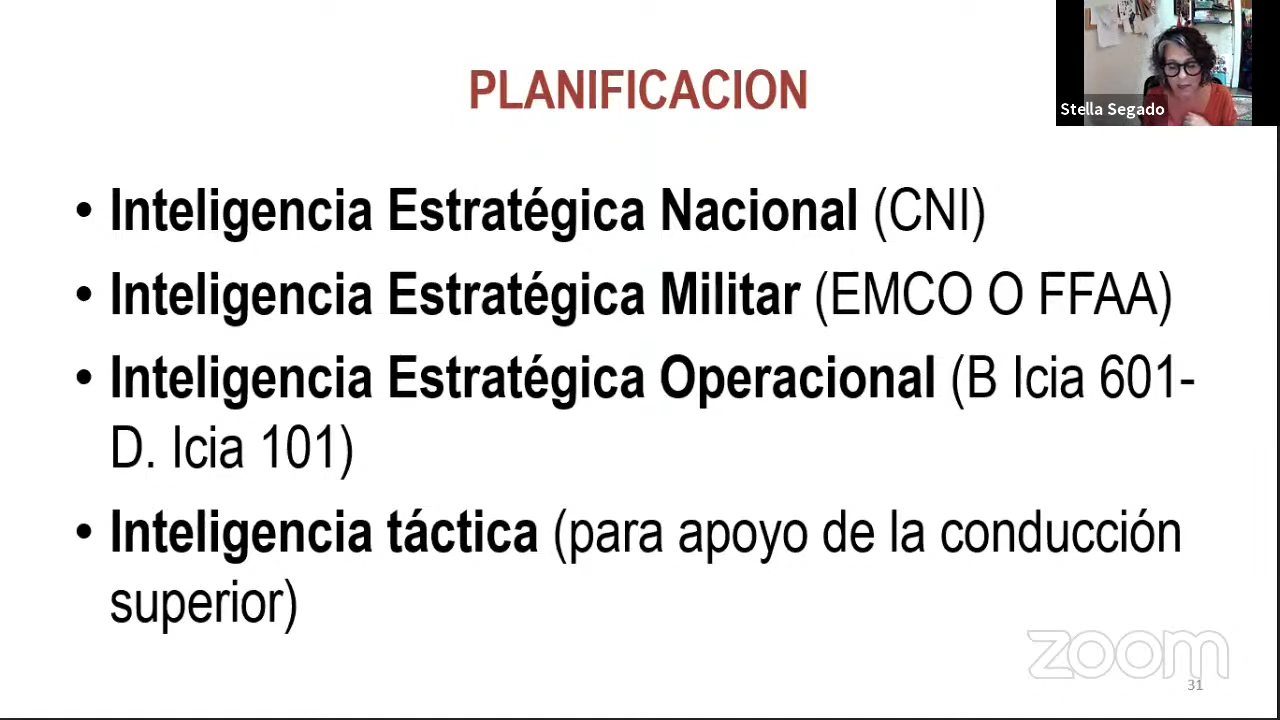 PLANIFICACION
Stella Segado
• Inteligencia Estratégica Nacional (CNI)
• Inteligencia Estratégica Militar (EMCO O FFAA)
• Inteligencia Estratégica Operacional (B Icia 601-
D. Icia 101)
• Inteligencia táctica (para apoyo de la conducción
superior)
zoom
31